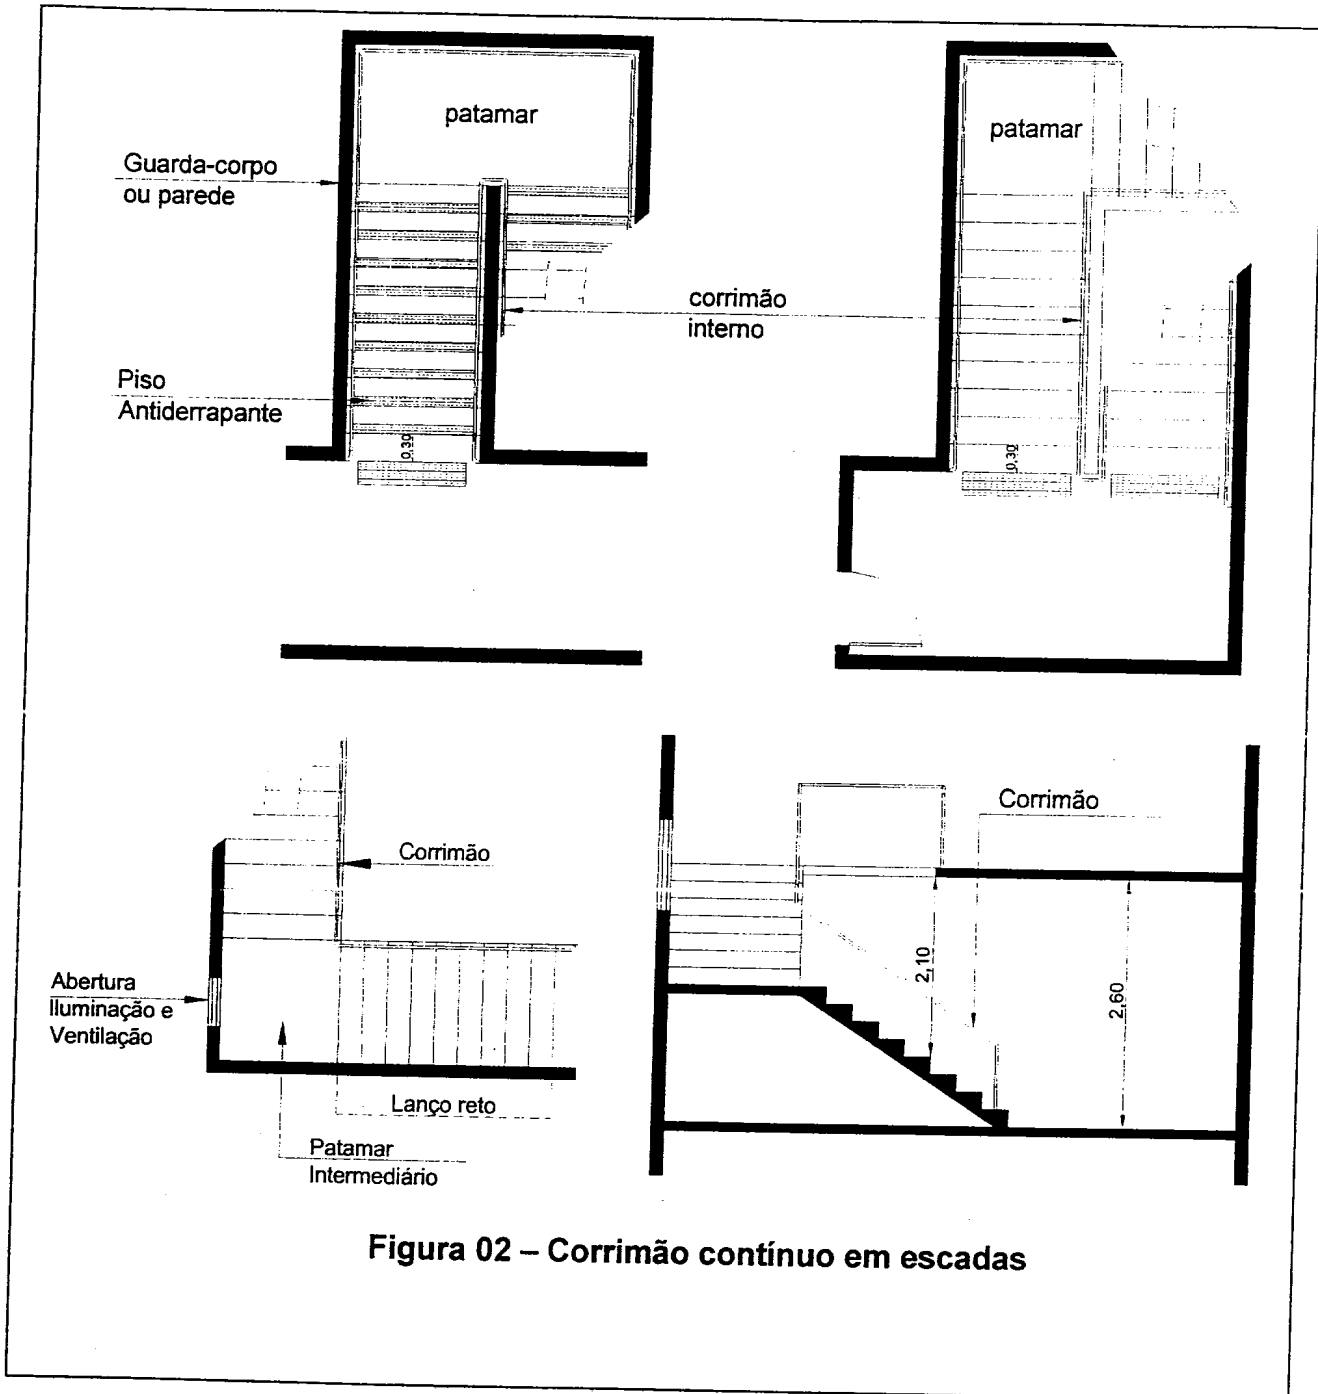 patamar
patamar
Guarda-corpo
ou parede
corrimão
interno
Piso
Antiderrapante
0,30
0,30
Corrimão
Corrimão
2,10
2,60
Abertura
Iluminação e
Ventilação
Lanço reto
Patamar
Intermediário
Figura 02 – Corrimão contínuo em escadas